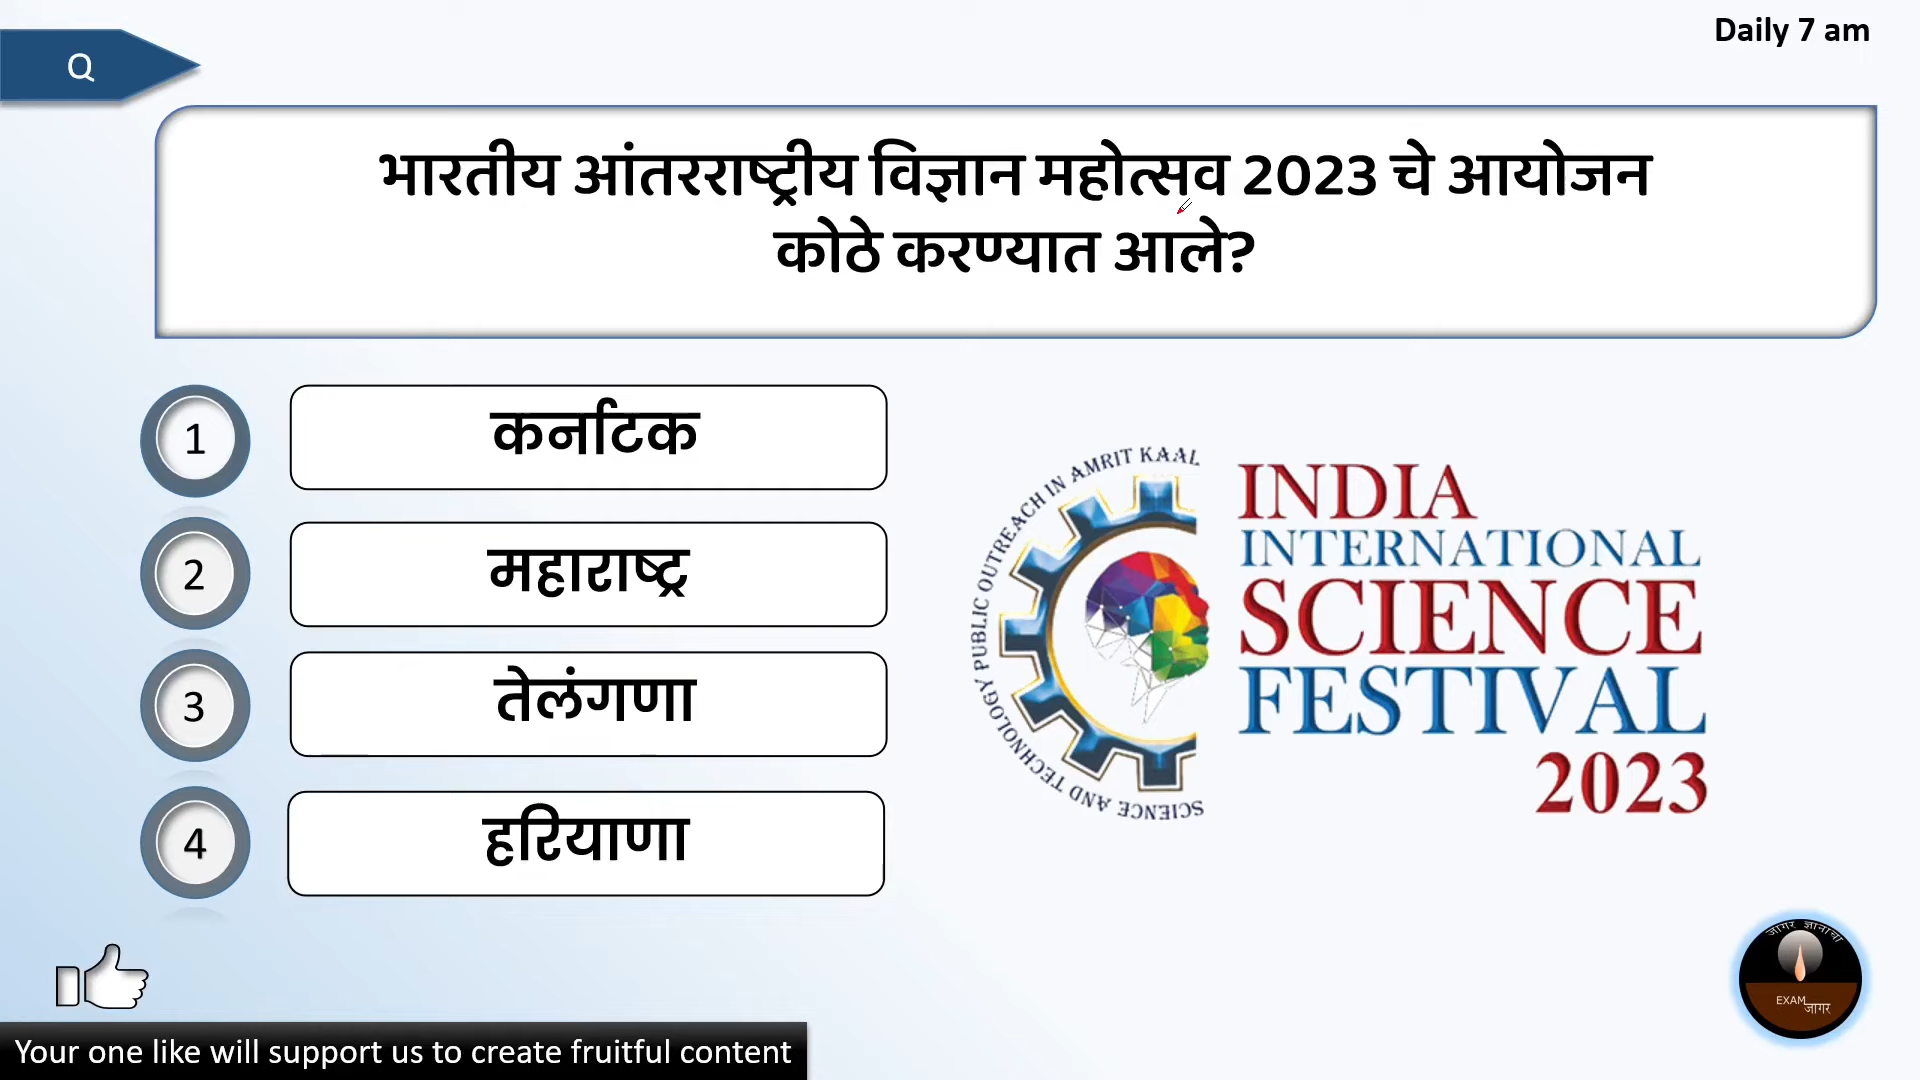 Daily 7 am
Q
भारतीय आंतरराष्ट्रीय विज्ञान महोत्सव 2023 चे आयोजन
कोठे करण्यात आले?
1
कर्नाटक
2
महाराष्ट्र
3
तेलंगणा
4
हरियाणा
SCIENCE AND TECHNOLOGY PUBLIC OUTREACH IN AMRIT KAAL
INDIA
INTERNATIONAL
SCIENCE
FESTIVAL
2023
जागर ज्ञानाचा
EXAM
जागर
Your one like will support us to create fruitful content